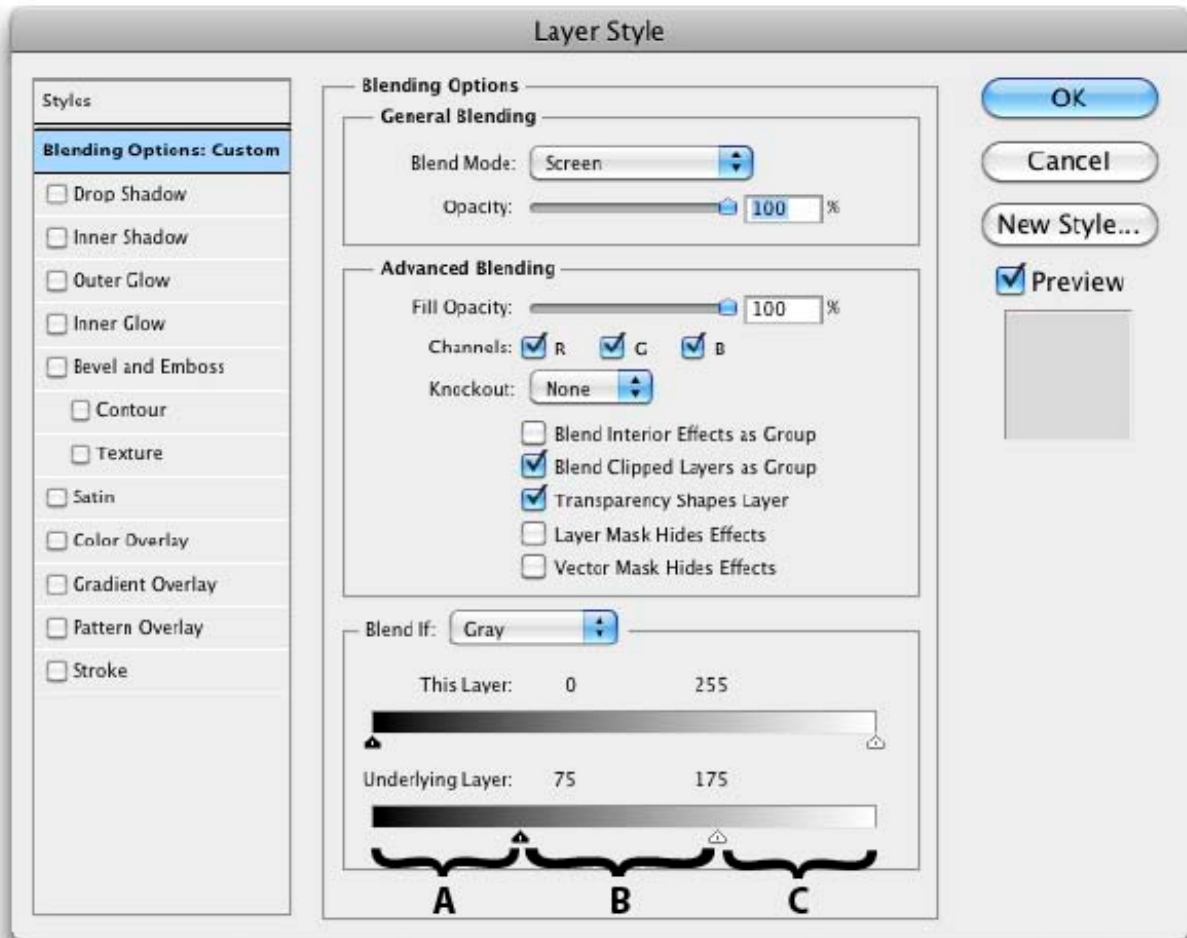 Layer Style
Styles
Blending Options: Custom
Drop Shadow
Inner Shadow
Outer Glow
Inner Glow
Bevel and Emboss
Contour
Texture
Satin
Color Overlay
Gradient Overlay
Pattern Overlay
Stroke
Blending Options
General Blending
Blend Mode: Screen
Opacity: 100 %
Advanced Blending
Fill Opacity: 100 %
Channels: R G B
Knockout: None
Blend Interior Effects as Group
Blend Clipped Layers as Group
Transparency Shapes Layer
Layer Mask Hides Effects
Vector Mask Hides Effects
Blend If: Gray
This Layer: 0 255
Underlying Layer: 75 175
A B C
OK
Cancel
New Style...
Preview